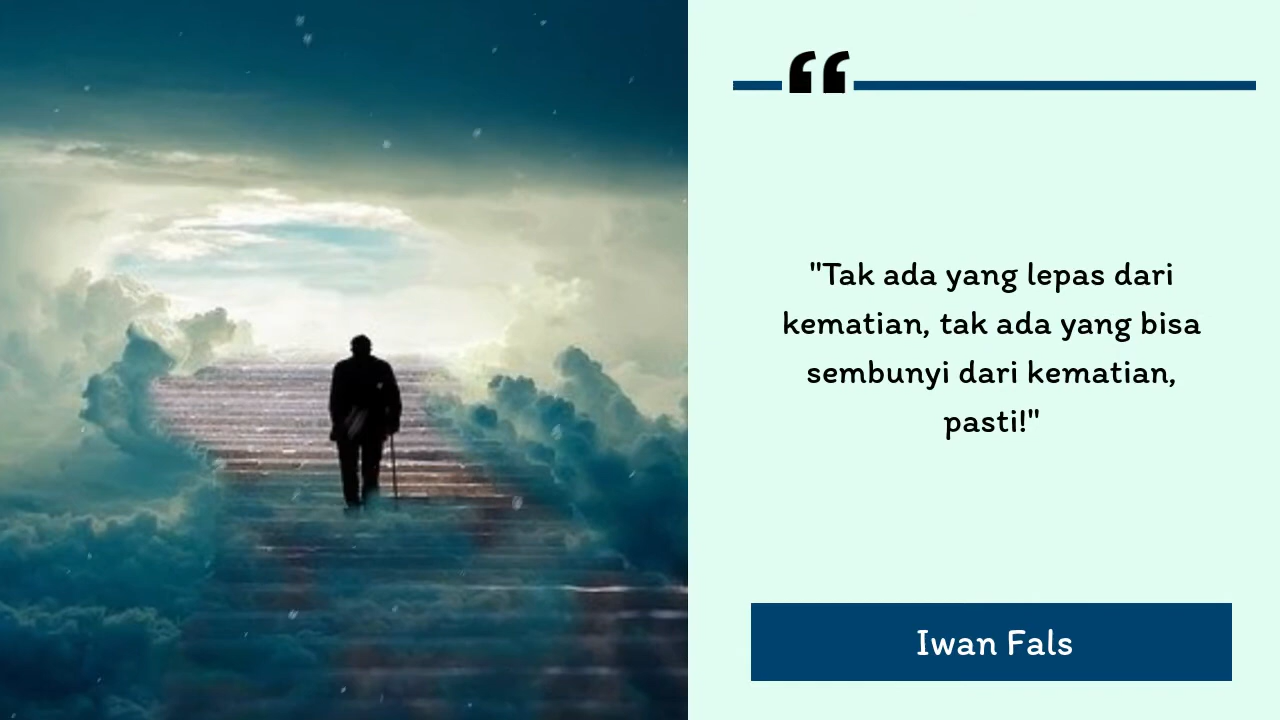 "Tak ada yang lepas dari
kematian, tak ada yang bisa
sembunyi dari kematian,
pasti!"
Iwan Fals